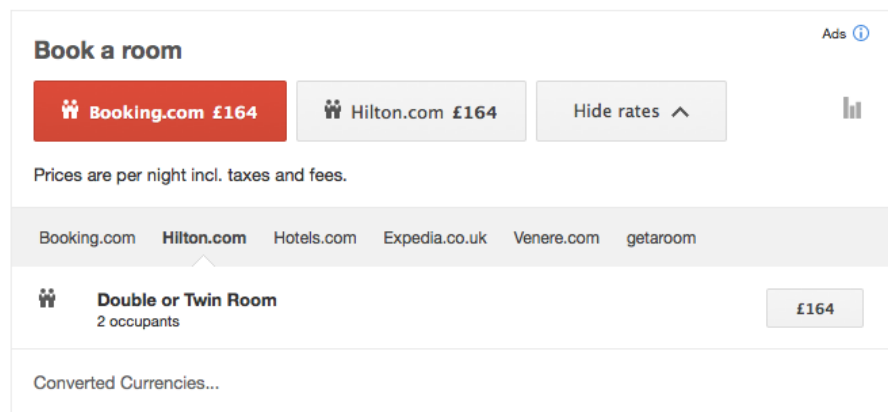 Ads
Book a room
Booking.com £164
Hilton.com £164
Hide rates
Prices are per night incl. taxes and fees.
Booking.com Hilton.com Hotels.com Expedia.co.uk Venere.com getaroom
Double or Twin Room
£164
2 occupants
Converted Currencies...